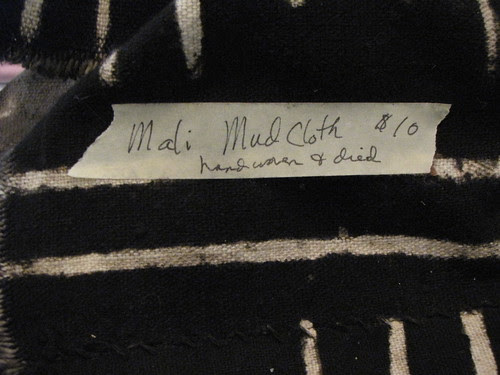 Mali Mud Cloth $10
hand woven & died